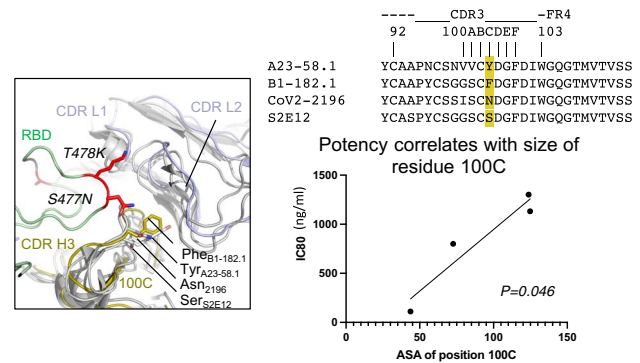 CDR3 -FR4
92 100ABCDEF 103
A23-58.1 YCAAPNCSNVVCYDGFDIWGQGTMVTVSS
B1-182.1 YCAAPYCSGGSCFDGFDIWGQGTMVTVSS
CoV2-2196 YCAAPYCSSISCNDGFDIWGQGTMVTVSS
S2E12 YCASPYCSGGSCSDGFDIWGQGTMVTVSS
CDR L1
CDR L2
RBD
T478K
S477N
CDR H3
100C
PheB1-182.1
TyrA23-58.1
Asn2196
SerS2E12
Potency correlates with size of
residue 100C
IC80 (ng/ml)
1500
1000
500
0
P=0.046
0 50 100 150
ASA of position 100C